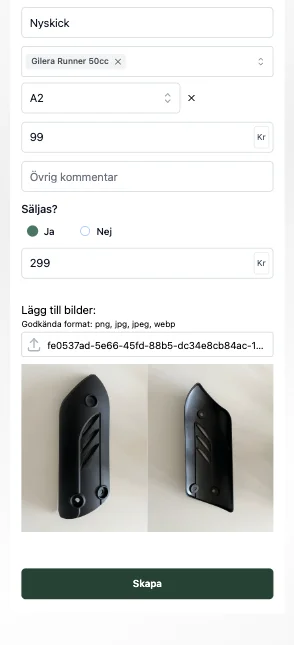 Nyskick
Gilera Runner 50cc ×
A2 ×
99 Kr
Övrig kommentar
Säljas?
Ja Nej
299 Kr
Lägg till bilder:
Godkända format: png, jpg, jpeg, webp
fe0537ad-5e66-45fd-88b5-dc34e8cb84ac-1...
Skapa